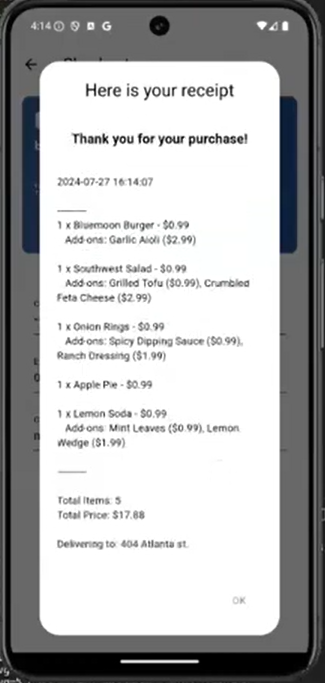 4:14
Here is your receipt
Thank you for your purchase!
2024-07-27 16:14:07
1 x Bluemoon Burger - $0.99
Add-ons: Garlic Aioli ($2.99)
1 x Southwest Salad - $0.99
Add-ons: Grilled Tofu ($0.99), Crumbled
Feta Cheese ($2.99)
1 x Onion Rings - $0.99
Add-ons: Spicy Dipping Sauce ($0.99),
Ranch Dressing ($1.99)
1 x Apple Pie - $0.99
1 x Lemon Soda - $0.99
Add-ons: Mint Leaves ($0.99), Lemon
Wedge ($1.99)
Total Items: 5
Total Price: $17.88
Delivering to: 404 Atlanta st.
OK